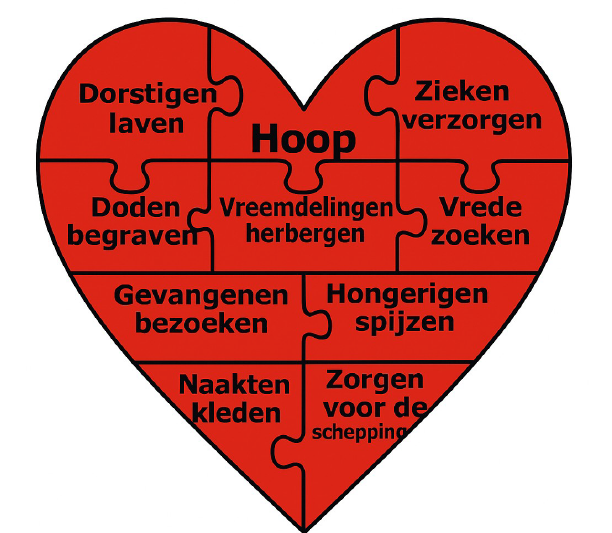 Dorstigen
laven
Hoop
Zieken
verzorgen
Doden
begraven
Vreemdelingen
herbergen
Vrede
zoeken
Gevangenen
bezoeken
Hongerigen
spijzen
Naakten
kleden
Zorgen
voor de
schepping